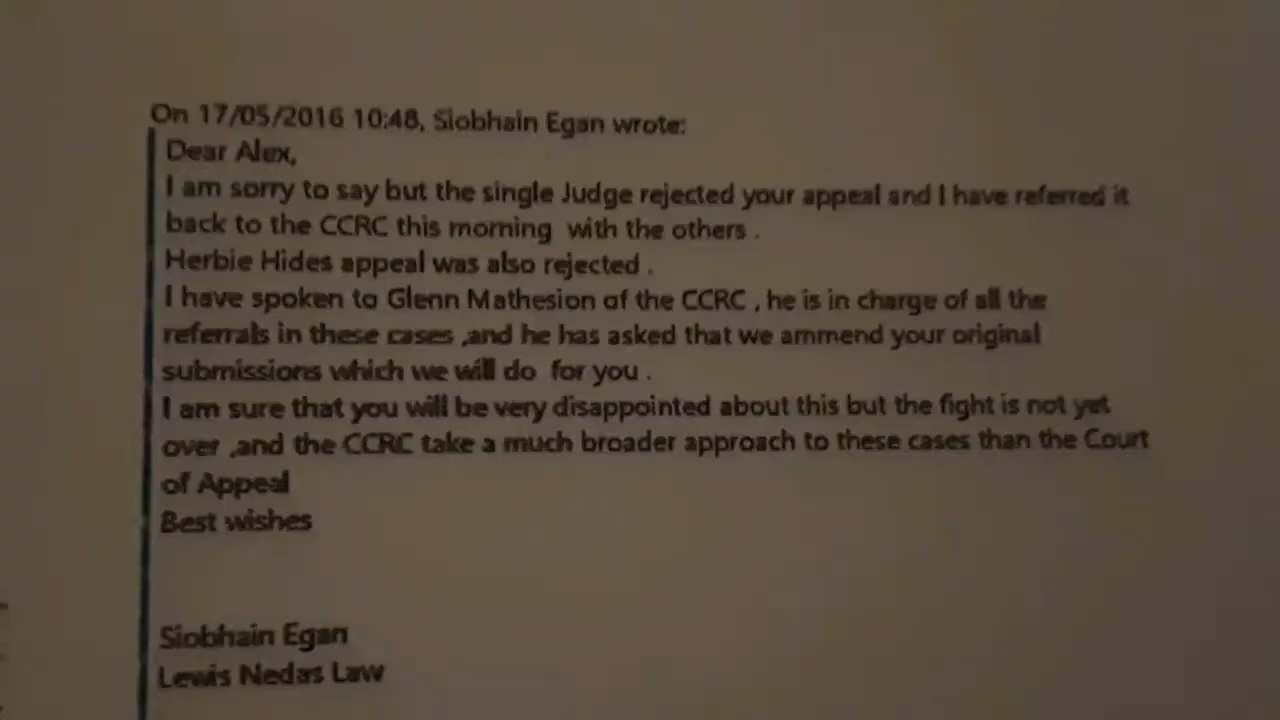 On 17/05/2016 10:48, Siobhain Egan wrote:
Dear Alex,
I am sorry to say but the single Judge rejected your appeal and I have referred it
back to the CCRC this morning  with the others .
Herbie Hides appeal was also rejected .
I have spoken to Glenn Mathesion of the CCRC , he is in charge of all the
referrals in these cases ,and he has asked that we ammend your original
submissions which we will do  for you .
I am sure that you will be very disappointed about this but the fight is not yet
over ,and the CCRC take a much broader approach to these cases than the Court
of Appeal
Best wishes
Siobhain Egan
Lewis Nedas Law